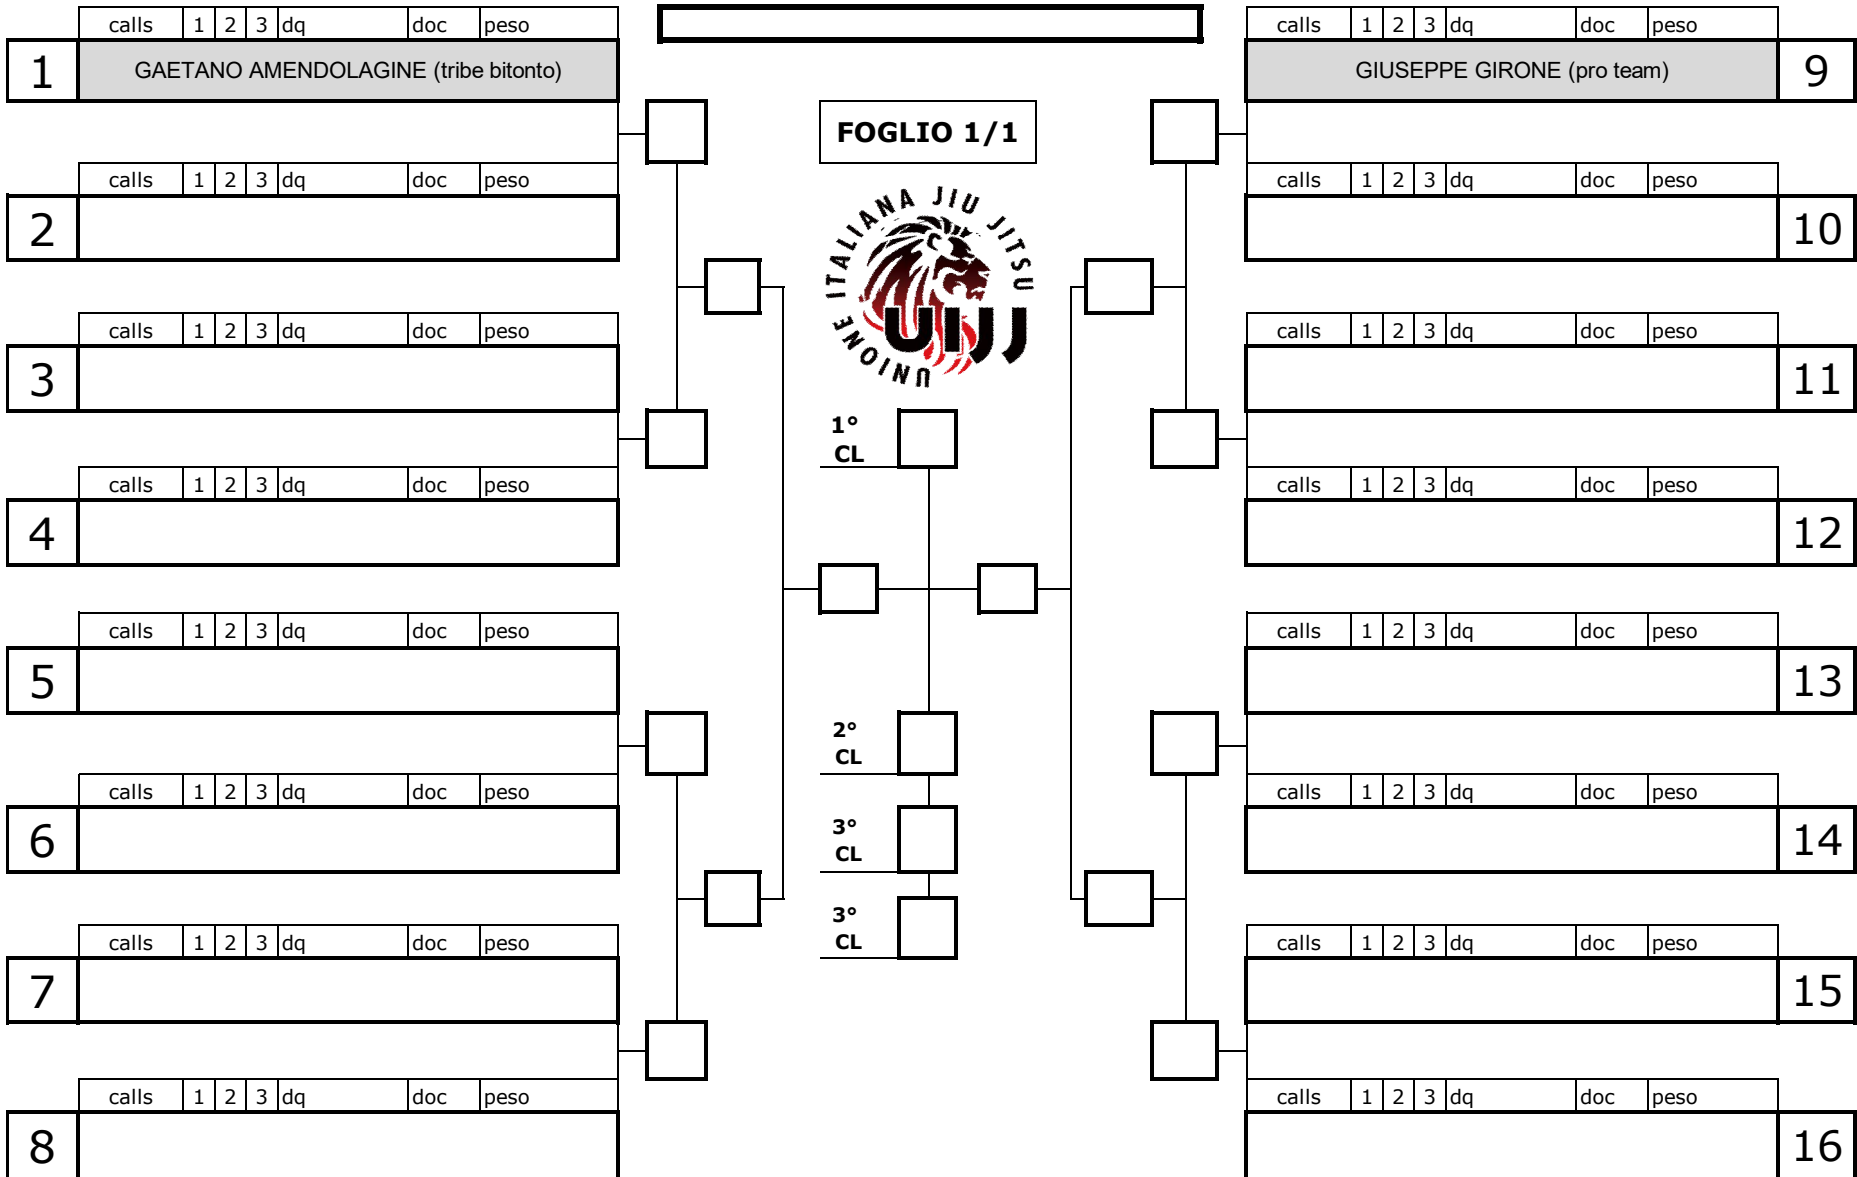 calls 1 2 3 dq doc peso
1 GAETANO AMENDOLAGINE (tribe bitonto)
calls 1 2 3 dq doc peso
2
calls 1 2 3 dq doc peso
3
calls 1 2 3 dq doc peso
4
calls 1 2 3 dq doc peso
5
calls 1 2 3 dq doc peso
6
calls 1 2 3 dq doc peso
7
calls 1 2 3 dq doc peso
8
FOGLIO 1/1
UNIONE ITALIANA JIU JITSU
UIJJ
1°
CL
2°
CL
3°
CL
3°
CL
calls 1 2 3 dq doc peso
GIUSEPPE GIRONE (pro team) 9
calls 1 2 3 dq doc peso
10
calls 1 2 3 dq doc peso
11
calls 1 2 3 dq doc peso
12
calls 1 2 3 dq doc peso
13
calls 1 2 3 dq doc peso
14
calls 1 2 3 dq doc peso
15
calls 1 2 3 dq doc peso
16